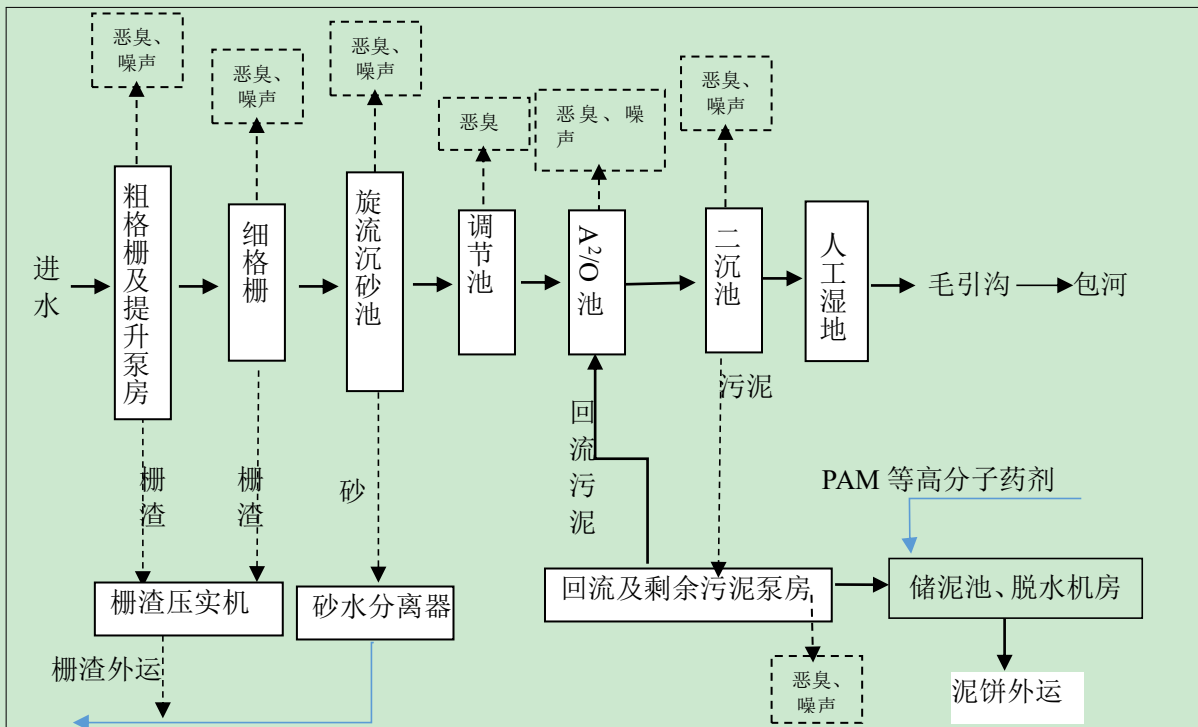 恶臭、
噪声
恶臭、
噪声
恶臭、
噪声
恶臭
恶臭、噪
声
恶臭、
噪声
进水
粗格栅及提升泵房
细格栅
旋流沉砂池
调节池
A²/O 池
二沉池
人工湿地
毛引沟
包河
栅渣
栅渣
砂
回流污泥
污泥
PAM 等高分子药剂
栅渣压实机
砂水分离器
回流及剩余污泥泵房
储泥池、脱水机房
栅渣外运
恶臭、
噪声
泥饼外运